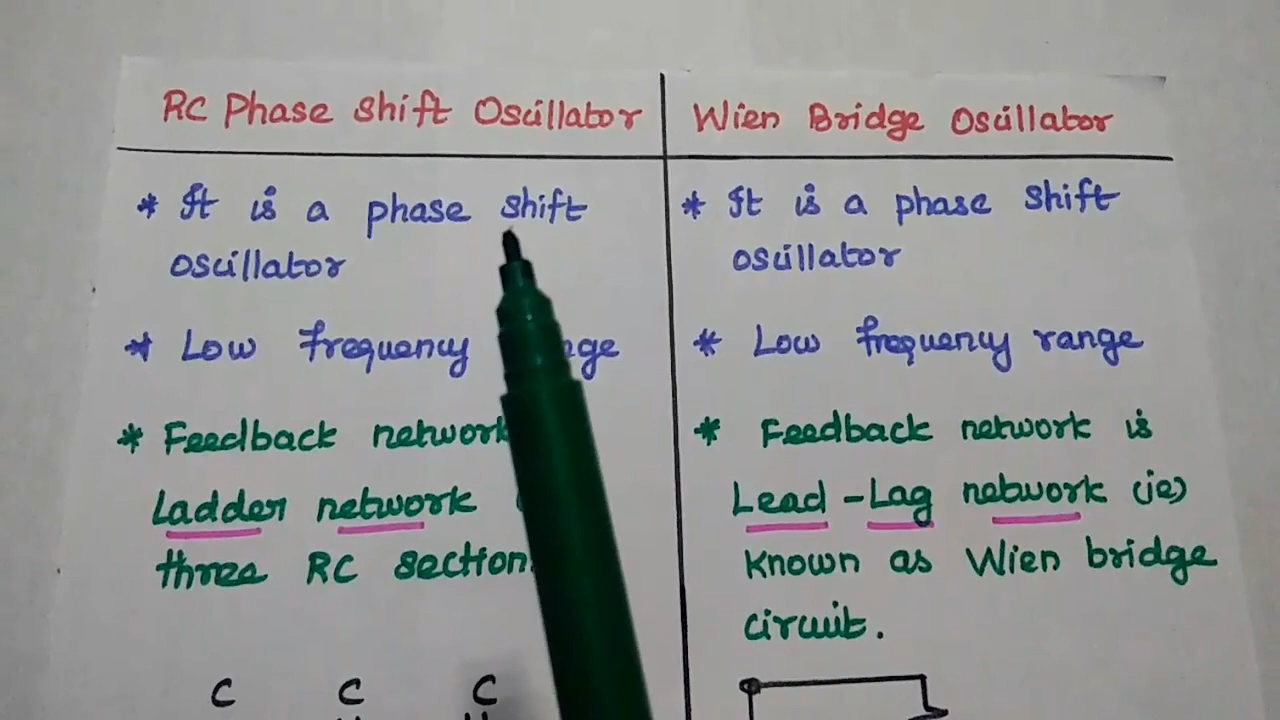 RC Phase Shift Oscillator
* It is a phase shift
oscillator
* Low frequency
* Feedback network
Ladder network
three RC section
C C C
Wien Bridge Oscillator
* It is a phase shift
oscillator
* Low frequency range
* Feedback network is
Lead-Lag network (ie)
known as Wien bridge
circuit.